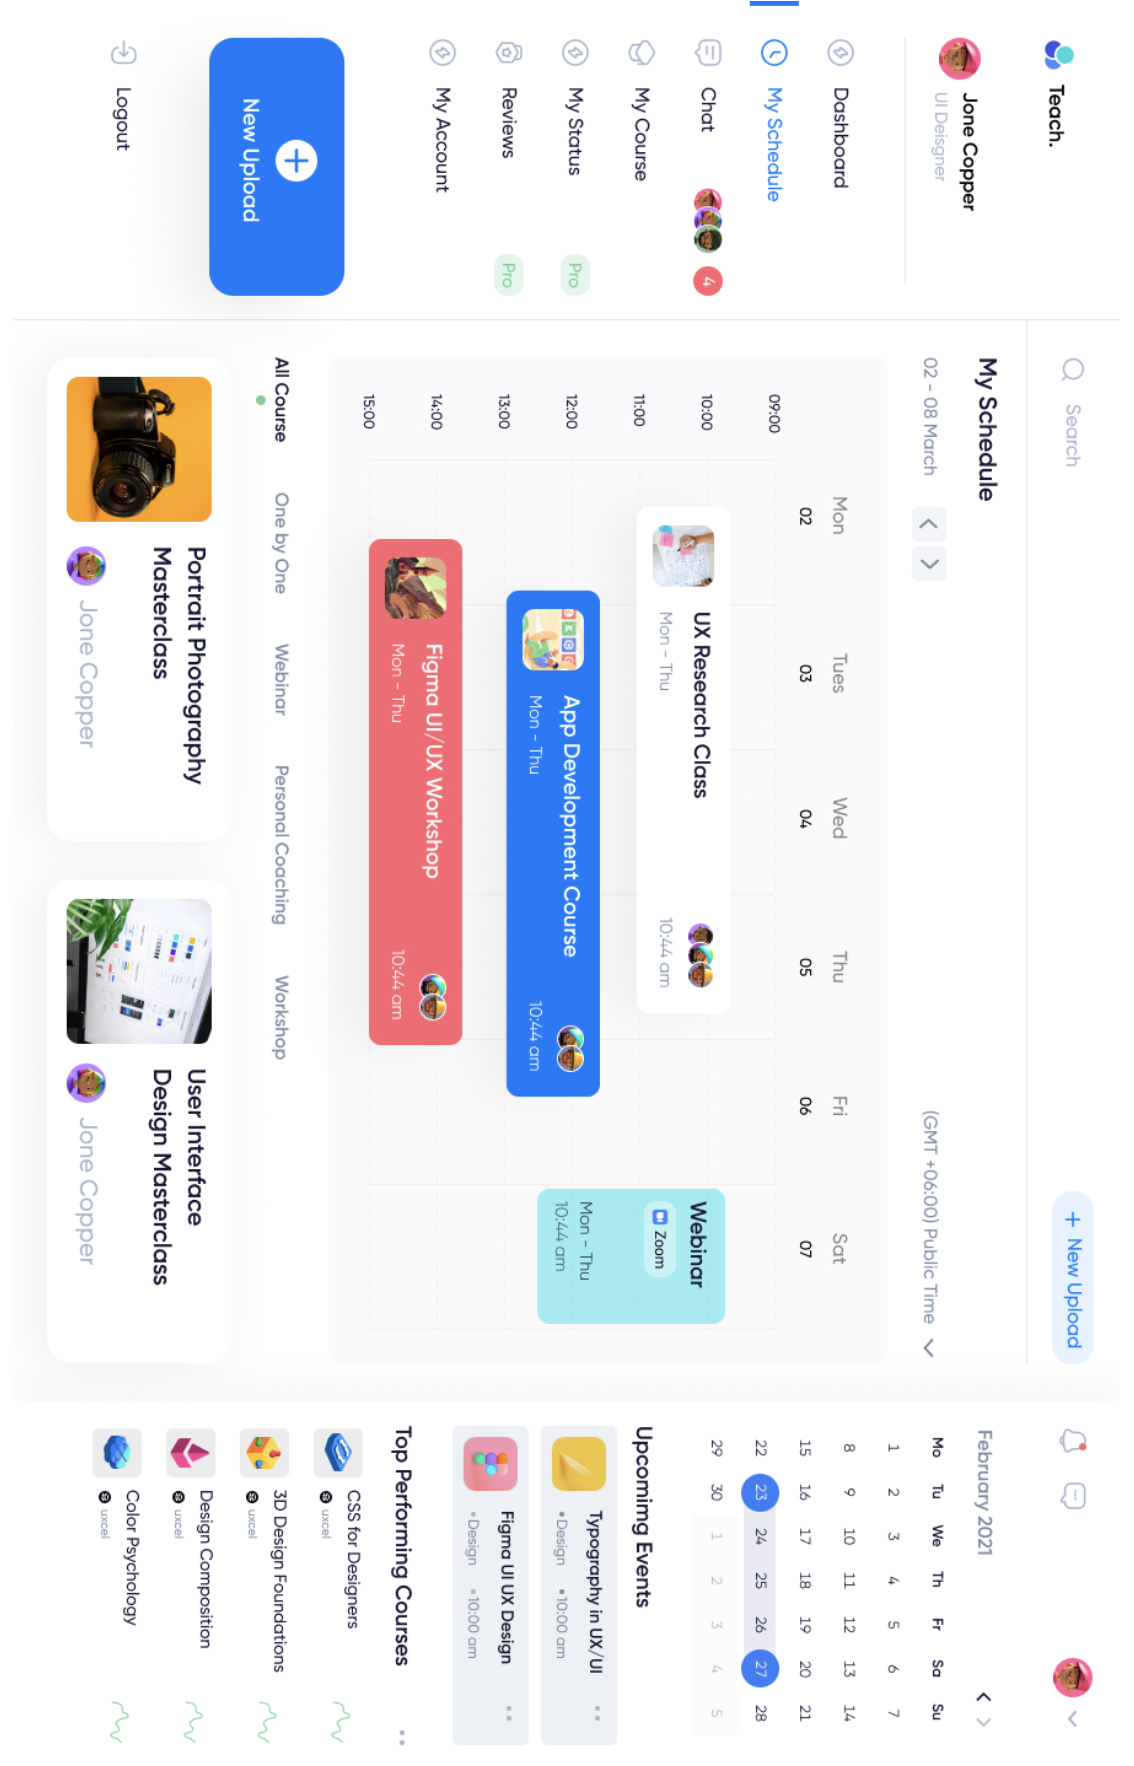 Teach.
Jone Copper
UI Deisgner
Dashboard
My Schedule
Chat
4
My Course
My Status
Pro
Reviews
Pro
My Account
New Upload
Logout
Search
+ New Upload
My Schedule
02 - 08 March
(GMT +06:00) Public Time
Mon
Tues
Wed
Thu
Fri
Sat
02
03
04
05
06
07
09:00
10:00
11:00
12:00
13:00
14:00
15:00
UX Research Class
Mon - Thu
10:44 am
App Development Course
Mon - Thu
10:44 am
Figma UI/UX Workshop
Mon - Thu
10:44 am
Webinar
Zoom
Mon - Thu
10:44 am
All Course
One by One
Webinar
Personal Coaching
Workshop
Portrait Photography
Masterclass
Jone Copper
User Interface
Design Masterclass
Jone Copper
February 2021
Mo Tu We Th Fr Sa Su
1 2 3 4 5 6 7
8 9 10 11 12 13 14
15 16 17 18 19 20 21
22 23 24 25 26 27 28
29 30 1 2 3 4 5
Upcoming Events
Typography in UX/UI
Design
10:00 am
Figma UI UX Design
Design
10:00 am
Top Performing Courses
CSS for Designers
uxcel
3D Design Foundations
uxcel
Design Composition
uxcel
Color Psychology
uxcel